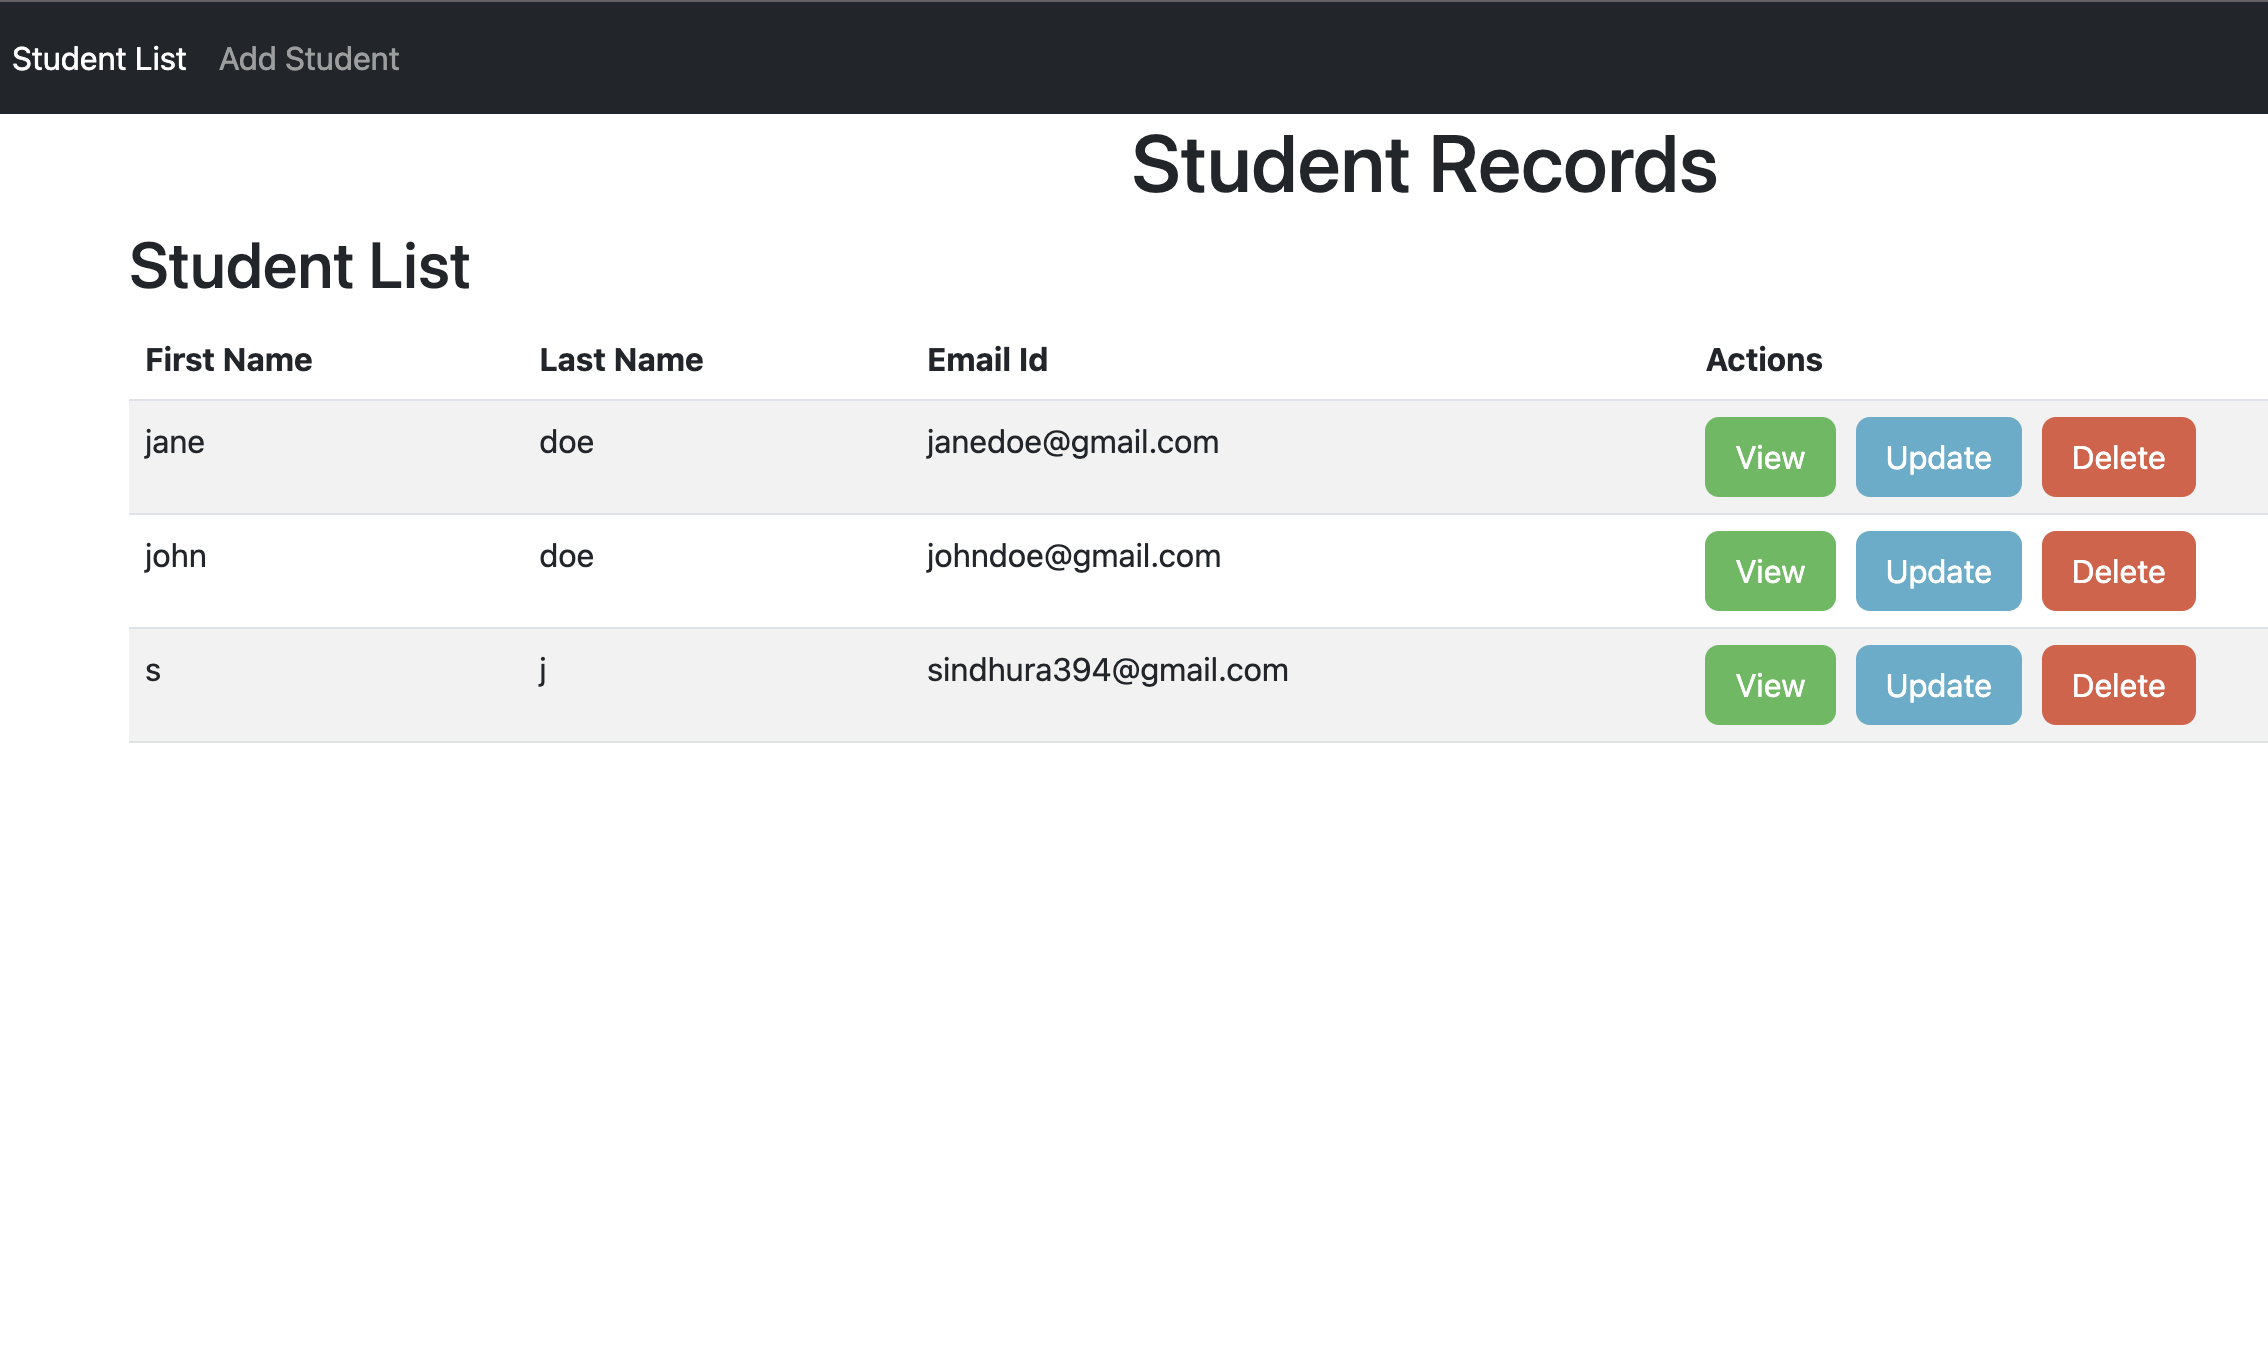 Student List Add Student
Student Records
Student List
First Name Last Name Email Id Actions
jane doe janedoe@gmail.com View Update Delete
john doe johndoe@gmail.com View Update Delete
s j sindhura394@gmail.com View Update Delete